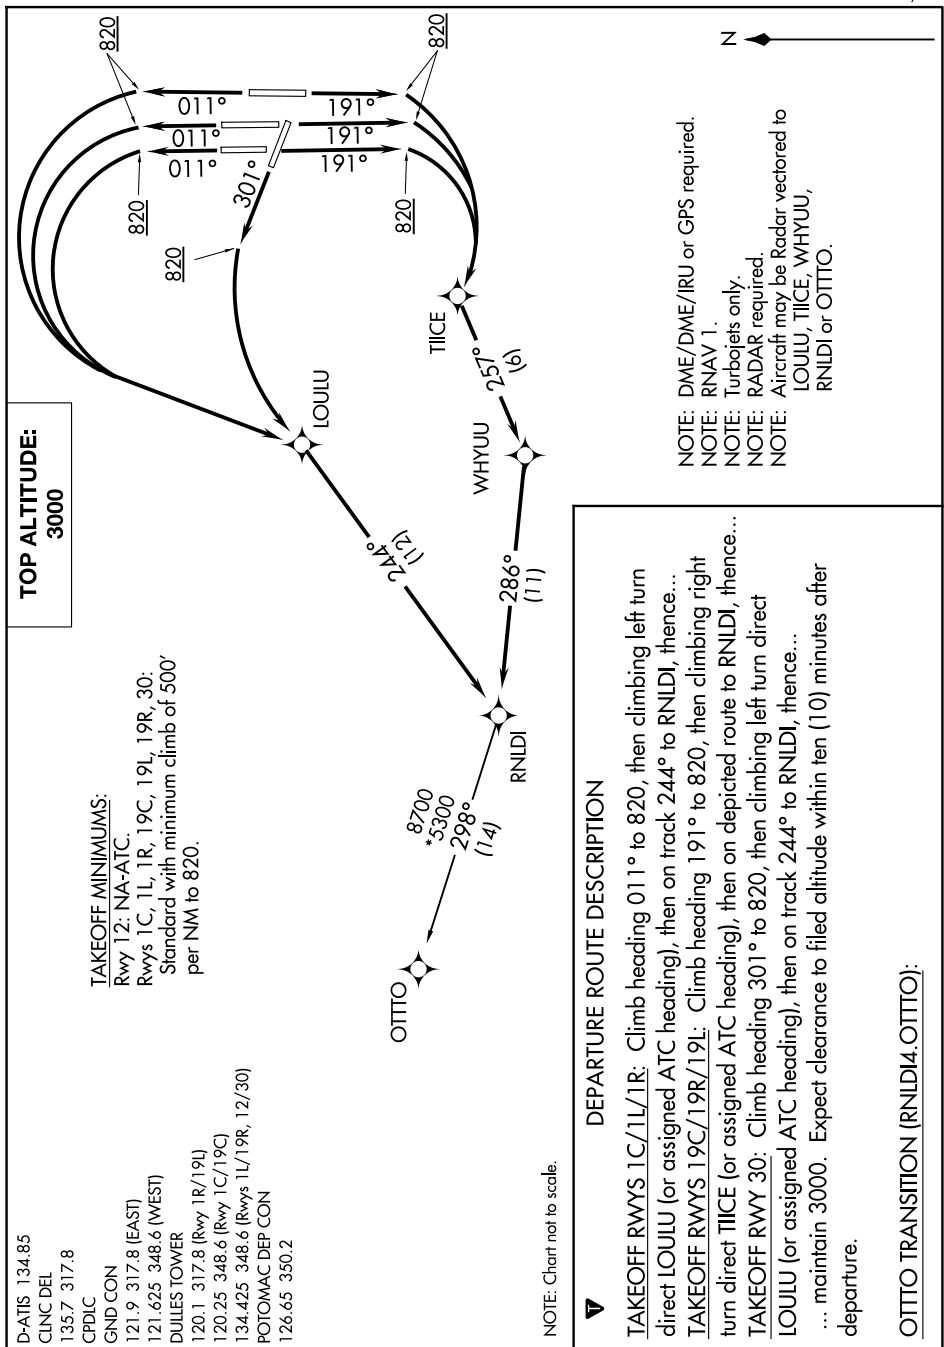 D-ATIS 134.85
CLNC DEL
135.7 317.8
CPDLC
GND CON
121.9 317.8 (EAST)
121.625 348.6 (WEST)
DULLES TOWER
120.1 317.8 (Rwy 1R/19L)
120.25 348.6 (Rwy 1C/19C)
134.425 348.6 (Rwys 1L/19R, 12/30)
POTOMAC DEP CON
126.65 350.2
TAKEOFF MINIMUMS:
Rwy 12: NA-ATC.
Rwys 1C, 1L, 1R, 19C, 19L, 19R, 30:
Standard with minimum climb of 500'
per NM to 820.
TOP ALTITUDE:
3000
820
820
820
820
820
011°
011°
011°
191°
191°
191°
301°
LOULU
TIICE
257°
(6)
WHYUU
244°
(12)
286°
(11)
RNLDI
8700
*5300
298°
(14)
OTTTO
N
NOTE: DME/DME/IRU or GPS required.
NOTE: RNAV 1.
NOTE: Turbojets only.
NOTE: RADAR required.
NOTE: Aircraft may be Radar vectored to
LOULU, TIICE, WHYUU,
RNLDI or OTTTO.
NOTE: Chart not to scale.
T
DEPARTURE ROUTE DESCRIPTION
TAKEOFF RWYS 1C/1L/1R: Climb heading 011° to 820, then climbing left turn
direct LOULU (or assigned ATC heading), then on track 244° to RNLDI, thence...
TAKEOFF RWYS 19C/19R/19L: Climb heading 191° to 820, then climbing right
turn direct TIICE (or assigned ATC heading), then on depicted route to RNLDI, thence...
TAKEOFF RWY 30: Climb heading 301° to 820, then climbing left turn direct
LOULU (or assigned ATC heading), then on track 244° to RNLDI, thence...
... maintain 3000. Expect clearance to filed altitude within ten (10) minutes after
departure.
OTTTO TRANSITION (RNLDI4.OTTTO):